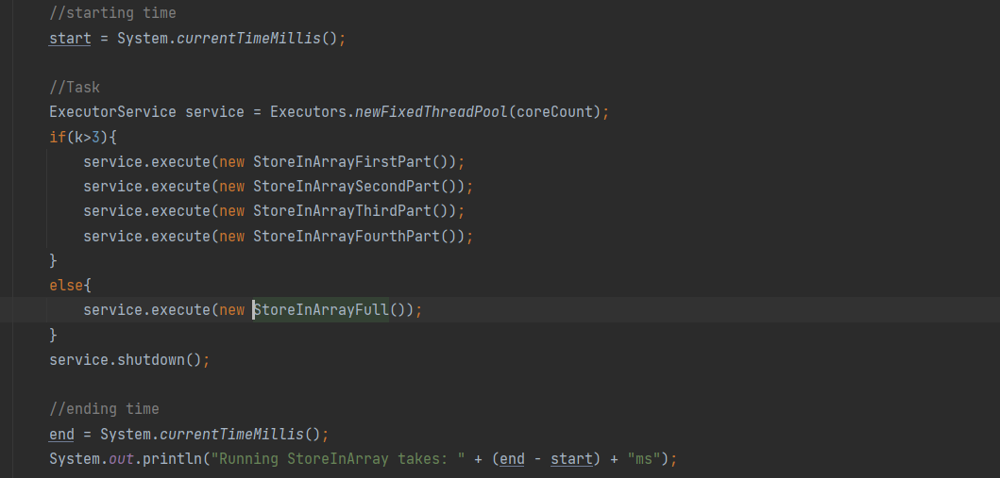 //starting time
start = System.currentTimeMillis();
//Task
ExecutorService service = Executors.newFixedThreadPool(coreCount);
if(k>3){
service.execute(new StoreInArrayFirstPart());
service.execute(new StoreInArraySecondPart());
service.execute(new StoreInArrayThirdPart());
service.execute(new StoreInArrayFourthPart());
}
else{
service.execute(new StoreInArrayFull());
}
service.shutdown();
//ending time
end = System.currentTimeMillis();
System.out.println("Running StoreInArray takes: " + (end - start) + "ms");